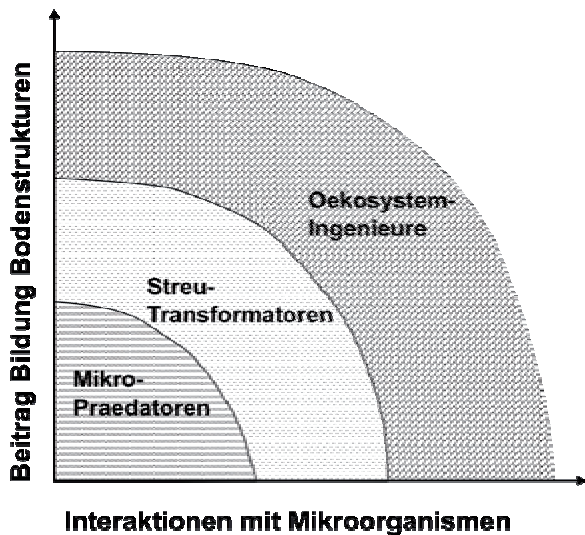 Beitrag Bildung Bodenstrukturen
Oekosystem-
Ingenieure
Streu-
Transformatoren
Mikro-
Praedatoren
Interaktionen mit Mikroorganismen